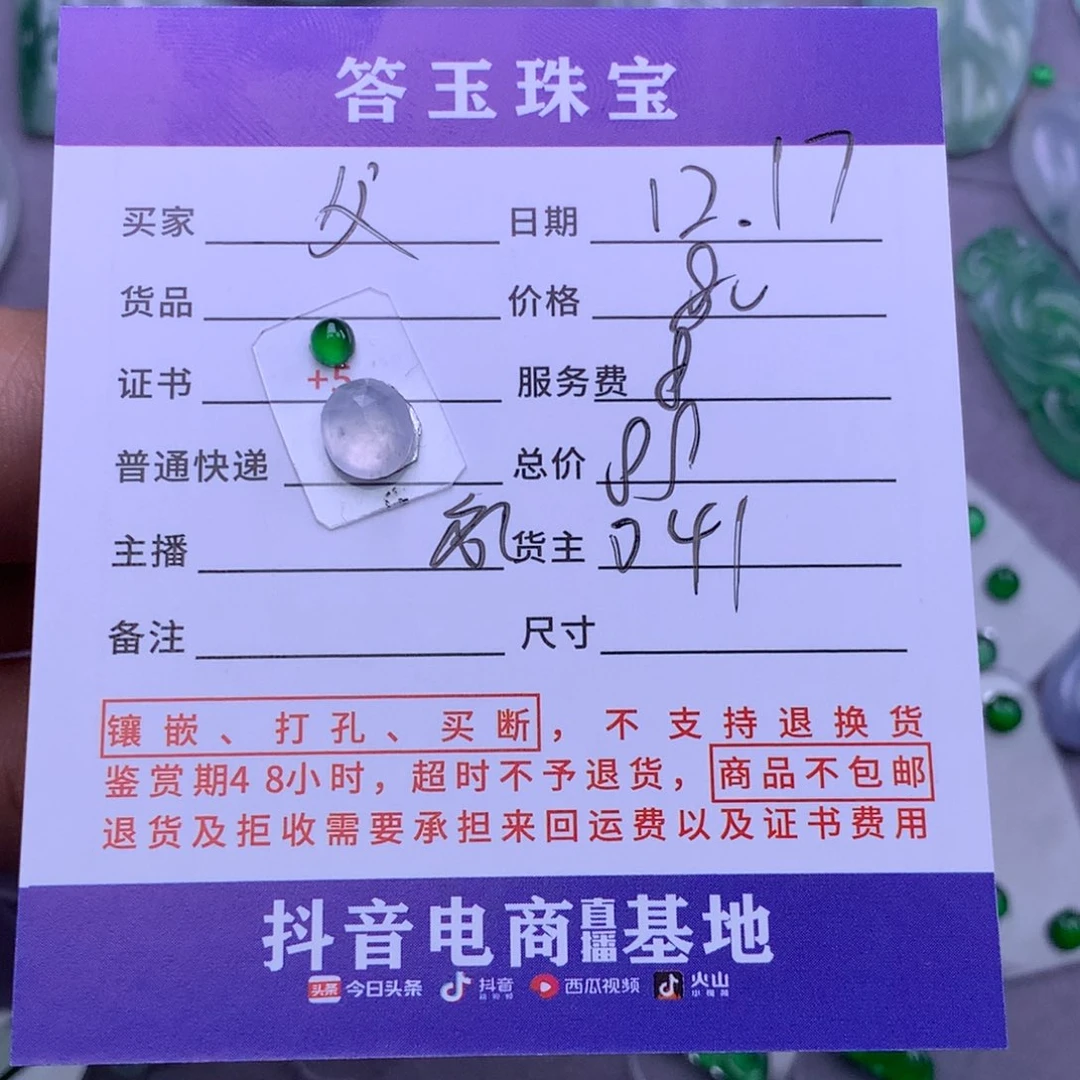 答玉珠宝
买家 父 日期 12.17
货品 价格
证书 +5 服务费 8
普通快递 总价
主播 货主 041
备注 尺寸
镶嵌、打孔、买断，不支持退换货
鉴赏期48小时，超时不予退货，商品不包邮
退货及拒收需要承担来回运费以及证书费用
抖音电商直播基地
头条 今日头条 抖音 西瓜视频 火山